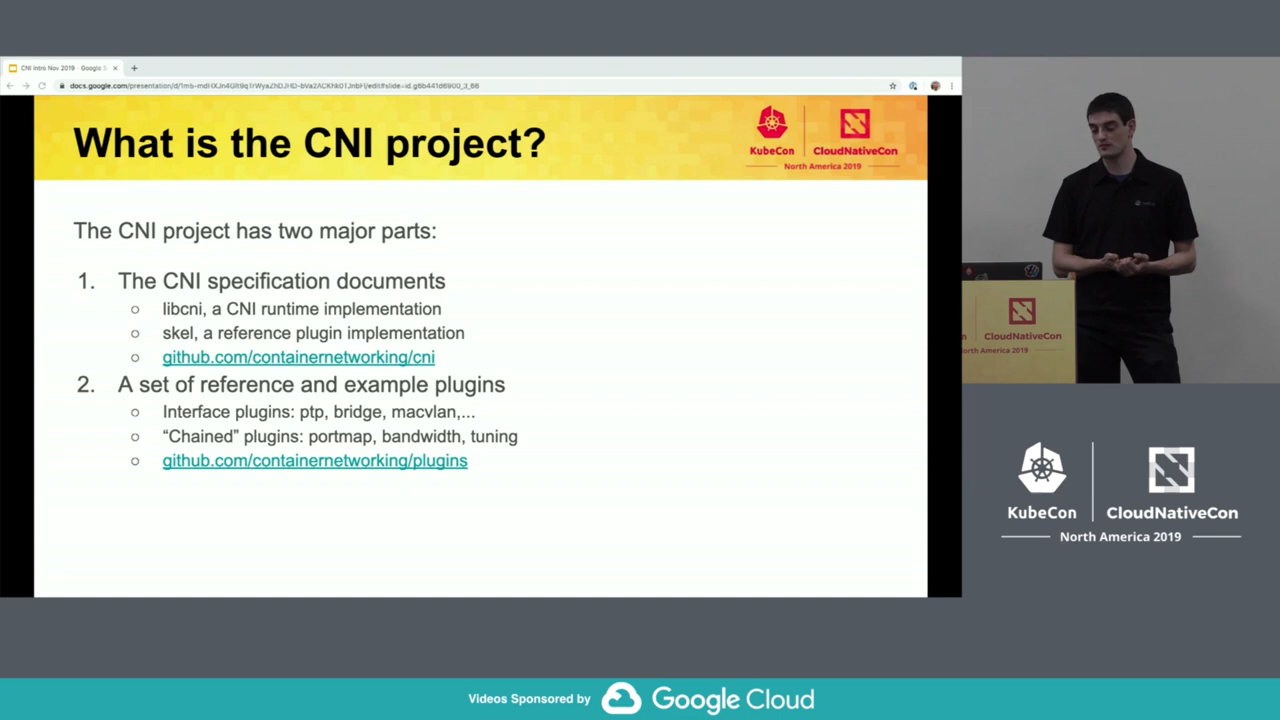 CNI Intro Nov 2019 - Google S
What is the CNI project?
KubeCon
CloudNativeCon
North America 2019
The CNI project has two major parts:
1. The CNI specification documents
○ libcni, a CNI runtime implementation
○ skel, a reference plugin implementation
○ github.com/containernetworking/cni
2. A set of reference and example plugins
○ Interface plugins: ptp, bridge, macvlan,...
○ “Chained” plugins: portmap, bandwidth, tuning
○ github.com/containernetworking/plugins
CloudNativeCon
North America 2019
KubeCon
CloudNativeCon
North America 2019
Videos Sponsored by
Google Cloud